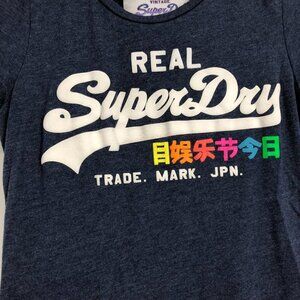 VINTAGE
SUPERDRY
REAL
SuperDry
目娱乐节今日
TRADE. MARK. JPN.